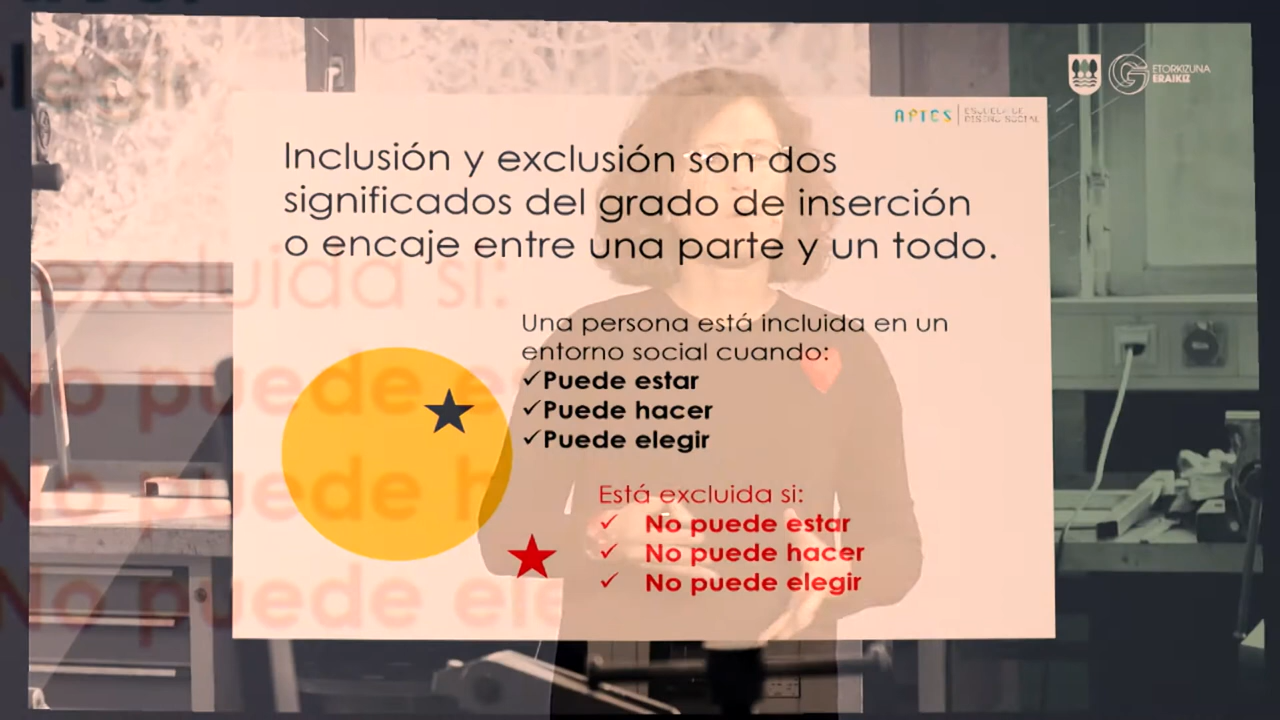 ETORKIZUNA
ERAIKIZ
APTES
ESCUELA DE
DISEÑO SOCIAL
Inclusión y exclusión son dos
significados del grado de inserción
o encaje entre una parte y un todo.
Una persona está incluida en un
entorno social cuando:
✓Puede estar
✓Puede hacer
✓Puede elegir
Está excluida si:
✓ No puede estar
✓ No puede hacer
✓ No puede elegir
excluida si:
No puede es
No puede h
No puede ele